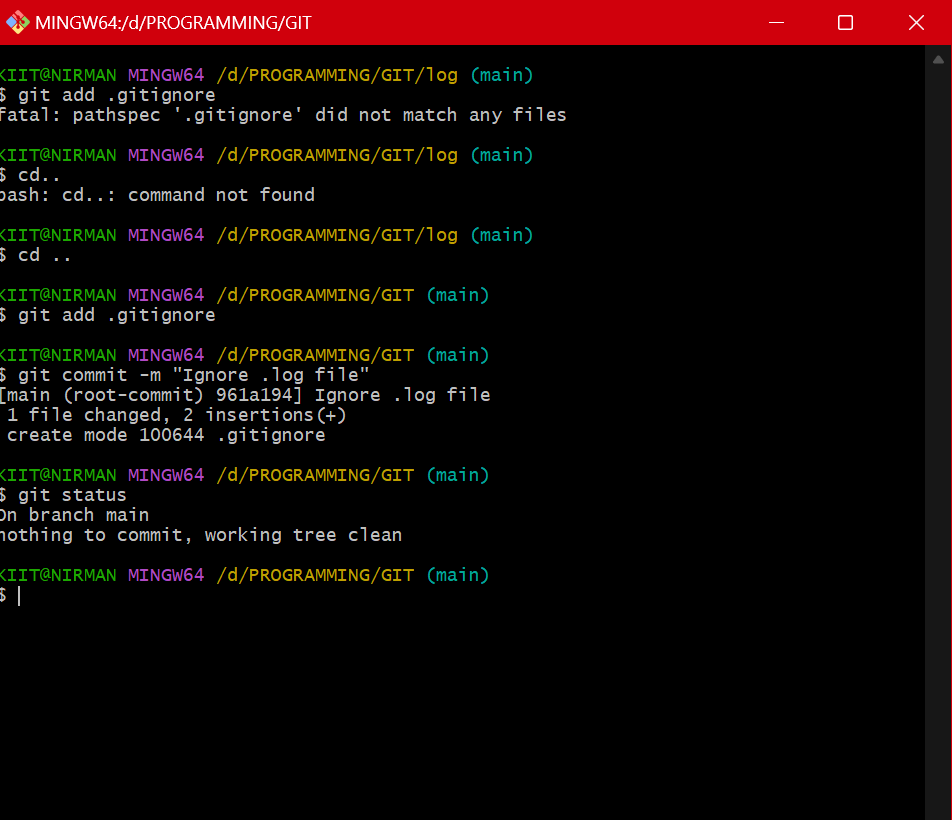 MINGW64:/d/PROGRAMMING/GIT
KIIT@NIRMAN MINGW64 /d/PROGRAMMING/GIT/log (main)
$ git add .gitignore
fatal: pathspec '.gitignore' did not match any files
KIIT@NIRMAN MINGW64 /d/PROGRAMMING/GIT/log (main)
$ cd..
bash: cd..: command not found
KIIT@NIRMAN MINGW64 /d/PROGRAMMING/GIT/log (main)
$ cd ..
KIIT@NIRMAN MINGW64 /d/PROGRAMMING/GIT (main)
$ git add .gitignore
KIIT@NIRMAN MINGW64 /d/PROGRAMMING/GIT (main)
$ git commit -m "Ignore .log file"
[main (root-commit) 961a194] Ignore .log file
1 file changed, 2 insertions(+)
create mode 100644 .gitignore
KIIT@NIRMAN MINGW64 /d/PROGRAMMING/GIT (main)
$ git status
On branch main
nothing to commit, working tree clean
KIIT@NIRMAN MINGW64 /d/PROGRAMMING/GIT (main)
$